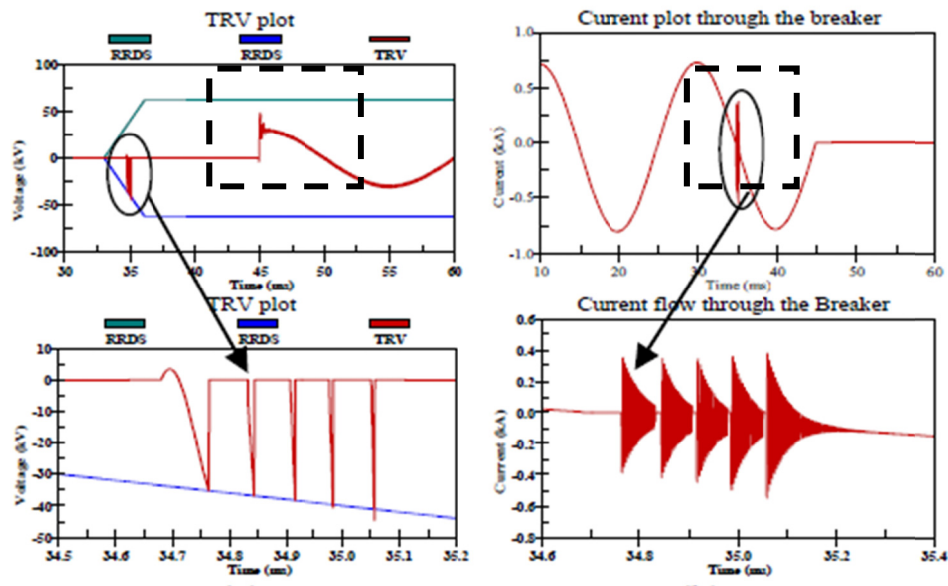 TRV plot
RRDS RRDS TRV
100
50
0
-50
-100
30 35 40 45 50 55 60
Voltage (kV)
Time (ms)
Current plot through the breaker
1.0
0.5
0.0
-0.5
-1.0
10 20 30 40 50 60
Current (kA)
Time (ms)
TRV plot
RRDS RRDS TRV
10
0
-10
-20
-30
-40
-50
34.5 34.6 34.7 34.8 34.9 35.0 35.1 35.2
Voltage (kV)
Time (ms)
Current flow through the Breaker
0.6
0.4
0.2
0.0
-0.2
-0.4
-0.6
-0.8
34.6 34.8 35.0 35.2 35.4
Current (kA)
Time (ms)